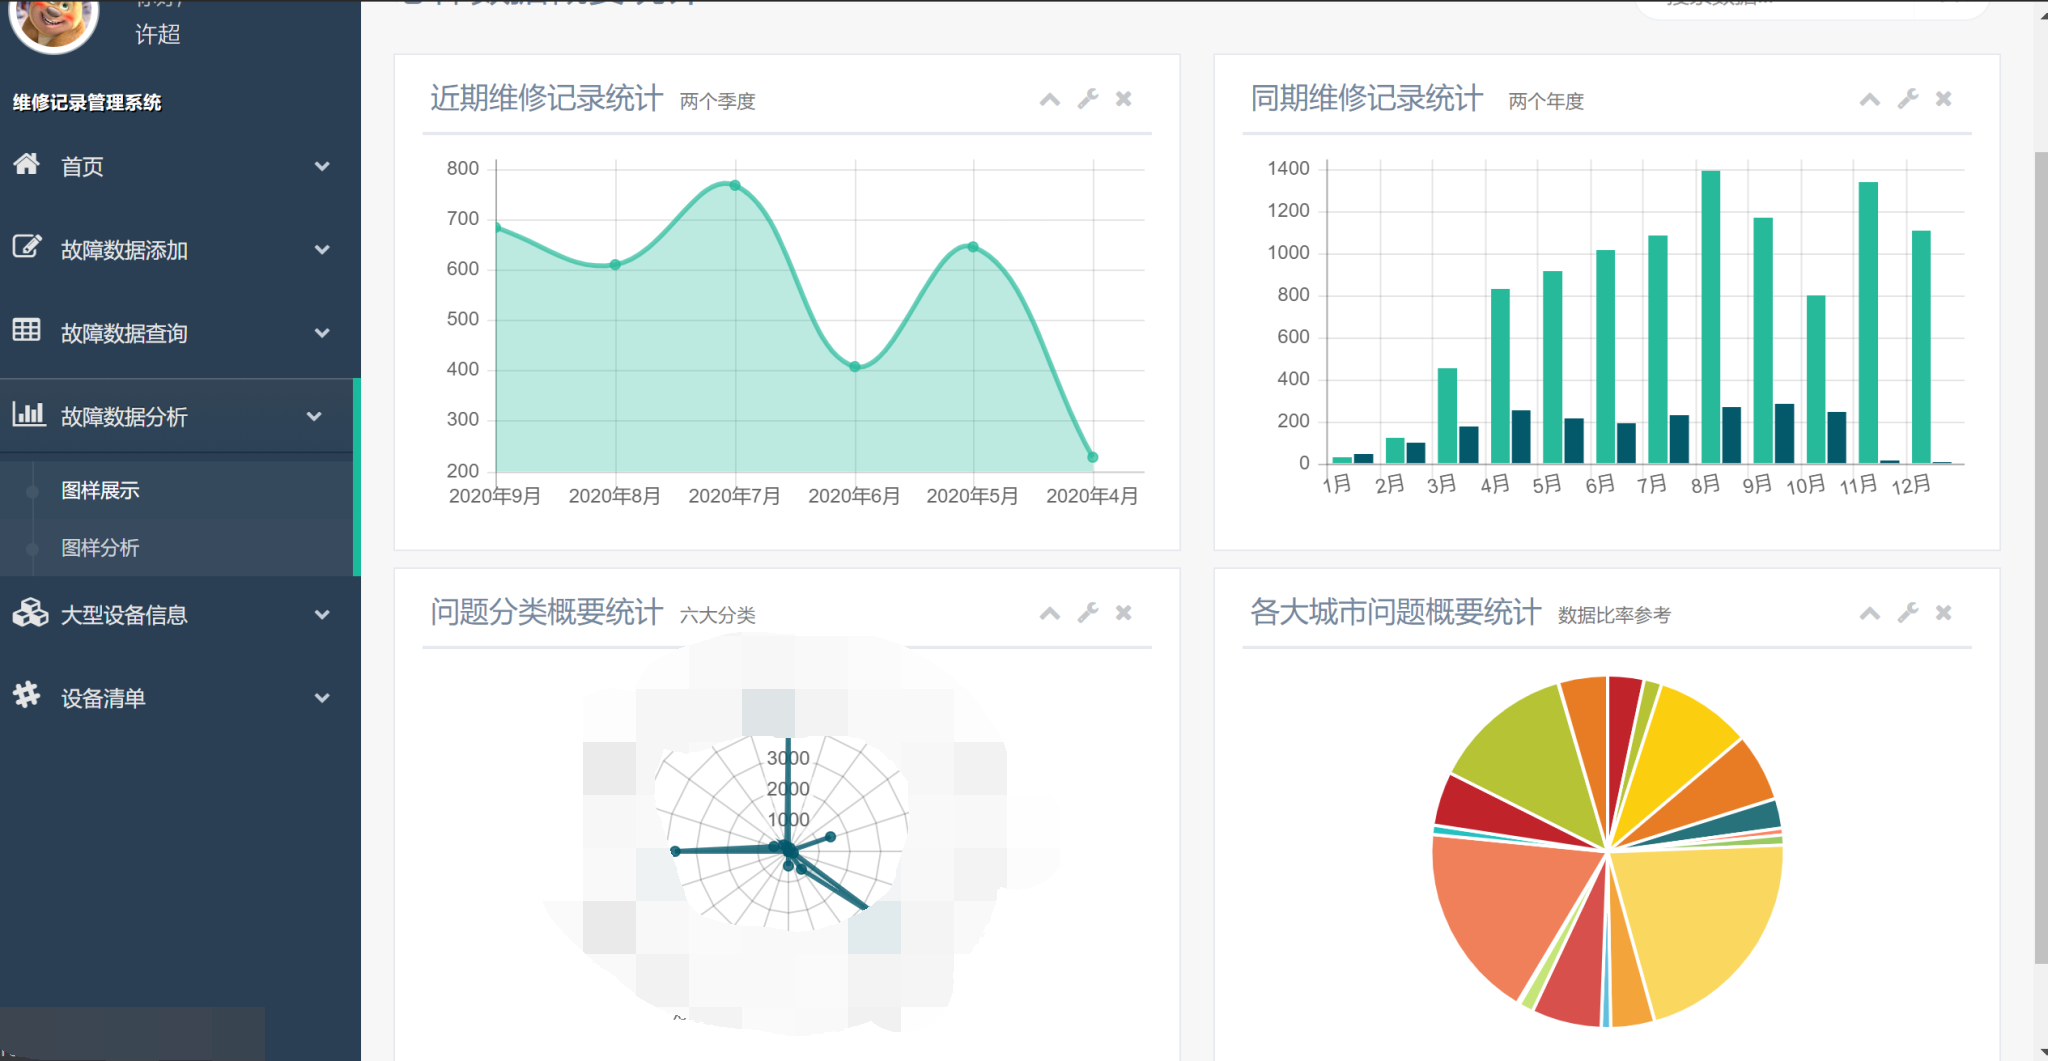 许超
维修记录管理系统
首页
故障数据添加
故障数据查询
故障数据分析
图样展示
图样分析
大型设备信息
设备清单
近期维修记录统计 两个季度
800
700
600
500
400
300
200
2020年9月 2020年8月 2020年7月 2020年6月 2020年5月 2020年4月
同期维修记录统计 两个年度
1400
1200
1000
800
600
400
200
0
1月 2月 3月 4月 5月 6月 7月 8月 9月 10月 11月 12月
问题分类概要统计 六大分类
3000
2000
1000
各大城市问题概要统计 数据比率参考